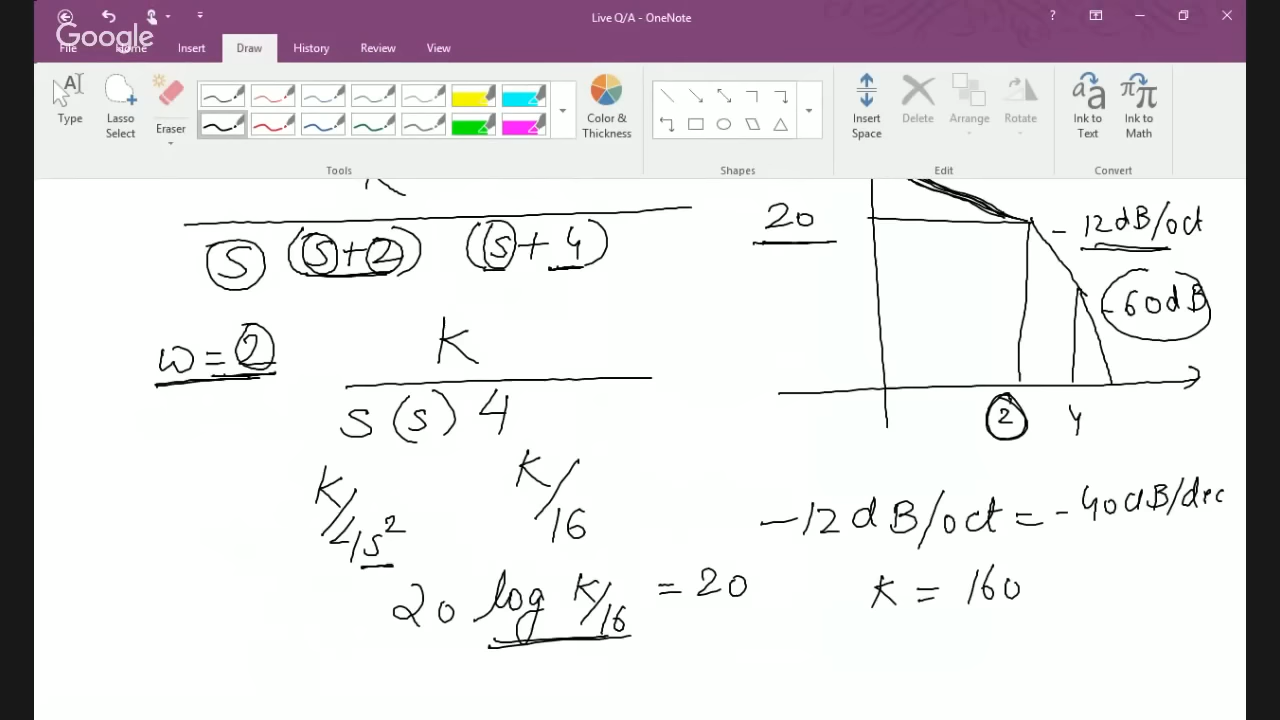 Live Q/A - OneNote
?
Google
File Home Insert Draw History Review View
Type
Lasso Select
Eraser
Color & Thickness
Insert Space
Delete
Arrange
Rotate
Ink to Text
Ink to Math
Tools
Shapes
Edit
Convert
K
S (S+2) (S+4)
20
- 12dB/oct
-60dB
2
4
ω = 2
K
S (S) 4
K/4s²
K/16
20 log K/16 = 20
-12dB/oct = -40dB/dec
K = 160